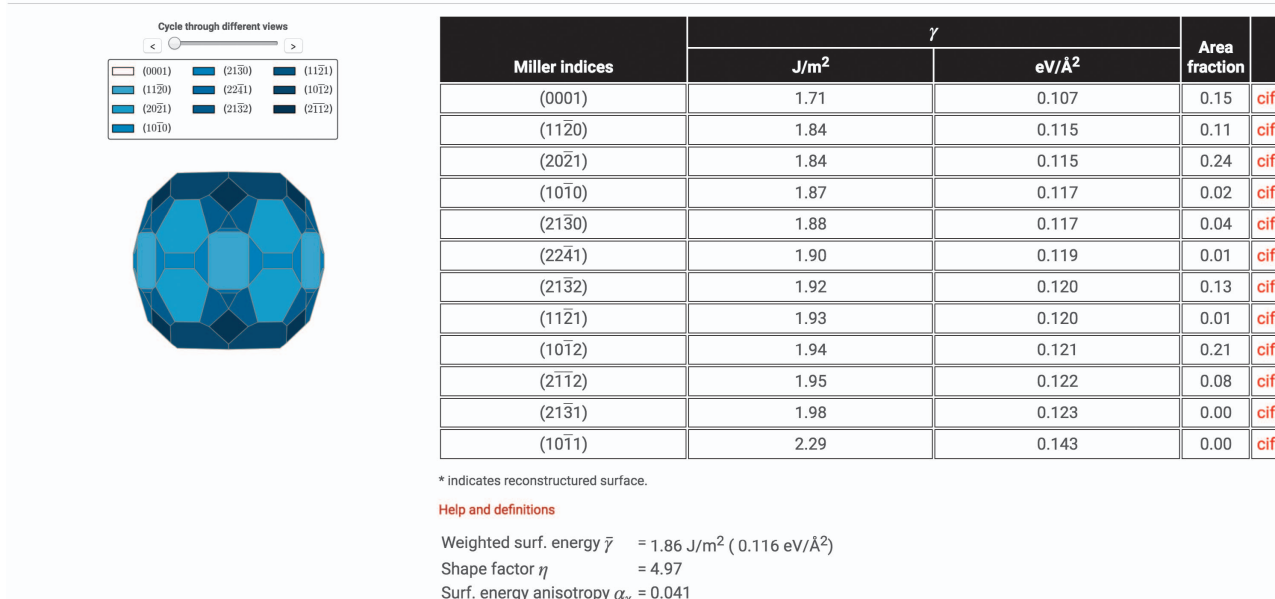 Cycle through different views
< >
(0001) (213̅0) (112̅1)
(112̅0) (224̅1) (101̅2)
(202̅1) (213̅2) (21̅1̅2)
(101̅0)
γ
Miller indices J/m² eV/Å² Area fraction
(0001) 1.71 0.107 0.15 cif
(112̅0) 1.84 0.115 0.11 cif
(202̅1) 1.84 0.115 0.24 cif
(101̅0) 1.87 0.117 0.02 cif
(213̅0) 1.88 0.117 0.04 cif
(224̅1) 1.90 0.119 0.01 cif
(213̅2) 1.92 0.120 0.13 cif
(112̅1) 1.93 0.120 0.01 cif
(101̅2) 1.94 0.121 0.21 cif
(21̅1̅2) 1.95 0.122 0.08 cif
(213̅1) 1.98 0.123 0.00 cif
(101̅1) 2.29 0.143 0.00 cif
* indicates reconstructured surface.
Help and definitions
Weighted surf. energy γ̅ = 1.86 J/m² ( 0.116 eV/Å²)
Shape factor η = 4.97
Surf. energy anisotropy αᵧ = 0.041